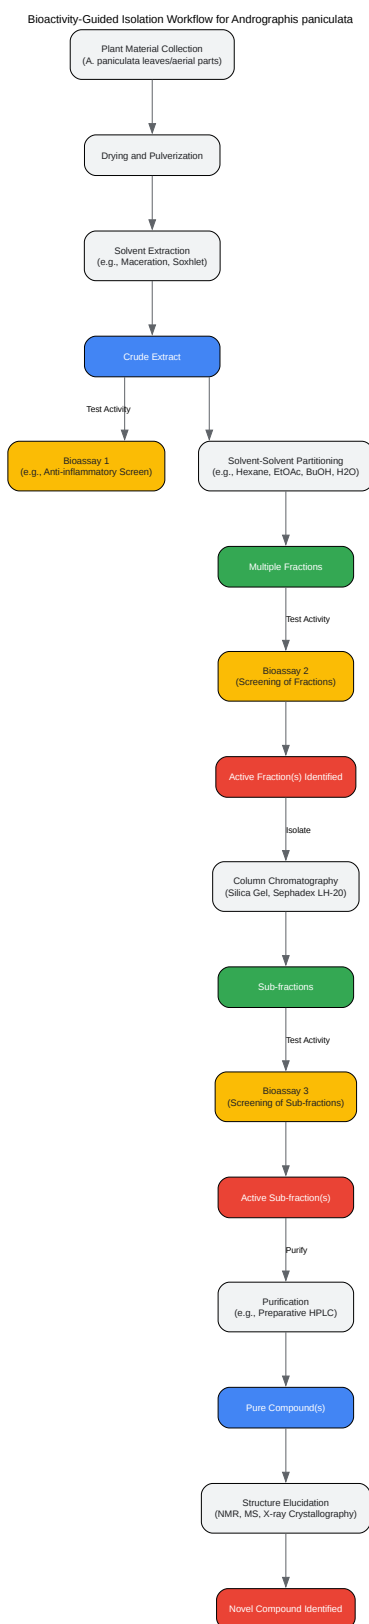 Bioactivity-Guided Isolation Workflow for Andrographis paniculata
Plant Material Collection
(A. paniculata leaves/aerial parts)
Drying and Pulverization
Solvent Extraction
(e.g., Maceration, Soxhlet)
Crude Extract
Test Activity
Bioassay 1
(e.g., Anti-inflammatory Screen)
Solvent-Solvent Partitioning
(e.g., Hexane, EtOAc, BuOH, H2O)
Multiple Fractions
Test Activity
Bioassay 2
(Screening of Fractions)
Active Fraction(s) Identified
Isolate
Column Chromatography
(Silica Gel, Sephadex LH-20)
Sub-fractions
Test Activity
Bioassay 3
(Screening of Sub-fractions)
Active Sub-fraction(s)
Purify
Purification
(e.g., Preparative HPLC)
Pure Compound(s)
Structure Elucidation
(NMR, MS, X-ray Crystallography)
Novel Compound Identified